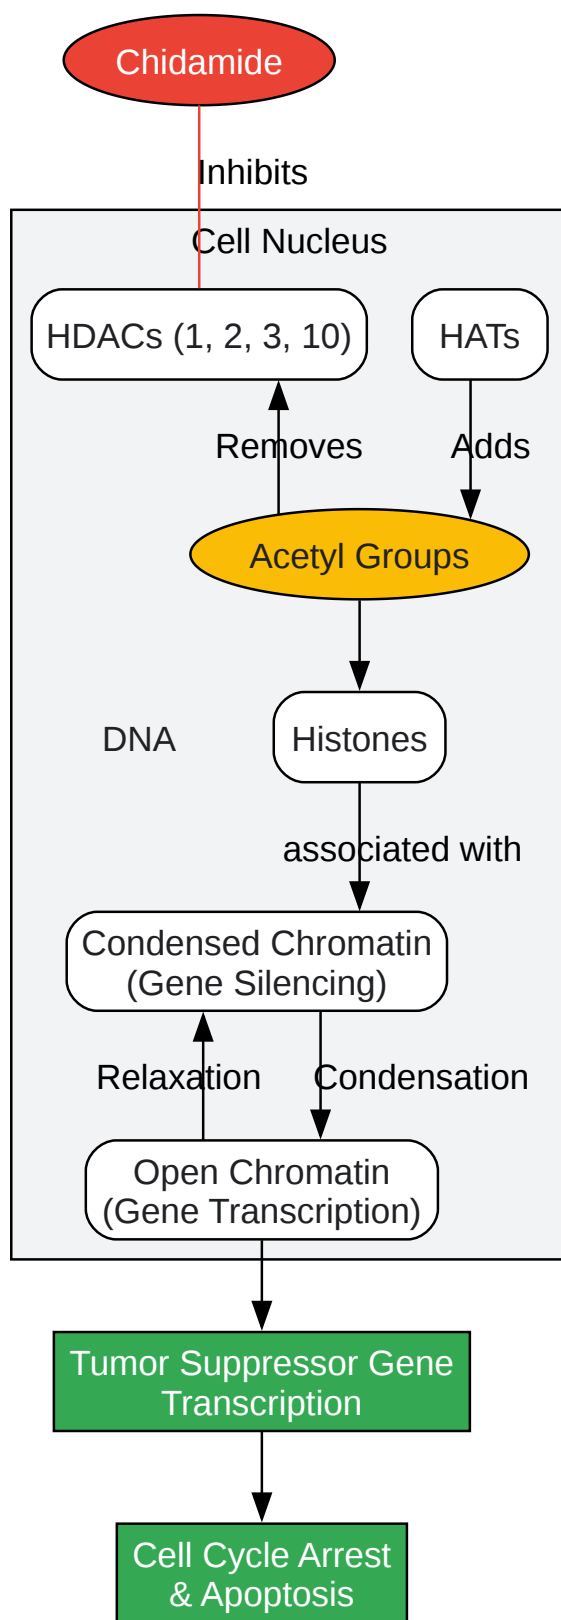 Chidamide
Inhibits
Cell Nucleus
HDACs (1, 2, 3, 10)
HATs
Removes
Adds
Acetyl Groups
DNA
Histones
associated with
Condensed Chromatin
(Gene Silencing)
Relaxation
Condensation
Open Chromatin
(Gene Transcription)
Tumor Suppressor Gene
Transcription
Cell Cycle Arrest
& Apoptosis